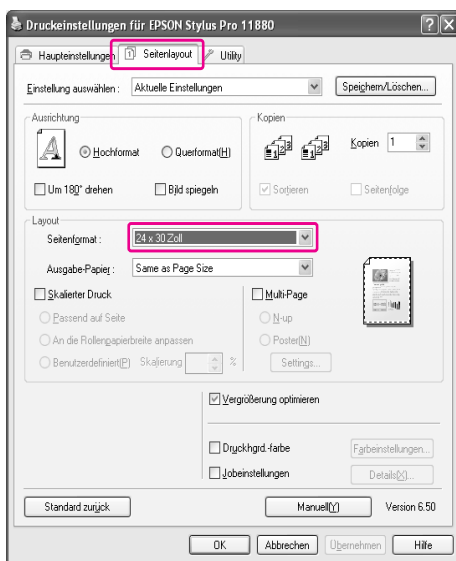 Druckeinstellungen für EPSON Stylus Pro 11880
Haupteinstellungen
Seitenlayout
Utility
Einstellung auswählen :
Aktuelle Einstellungen
Speichern/Löschen...
Ausrichtung
Hochformat
Querformat(H)
Um 180° drehen
Bild spiegeln
Kopien
Kopien 1
Sortieren
Seitenfolge
Layout
Seitenformat :
24 x 30 Zoll
Ausgabe-Papier :
Same as Page Size
Skalierter Druck
Passend auf Seite
An die Rollenpapierbreite anpassen
Benutzerdefiniert(P)
Skalierung
%
Multi-Page
N-up
Poster(N)
Settings...
Vergrößerung optimieren
Druckhgrd.-farbe
Farbeinstellungen...
Jobeinstellungen
Details(X)...
Standard zurück
Manuell(Y)
Version 6.50
OK
Abbrechen
Übernehmen
Hilfe